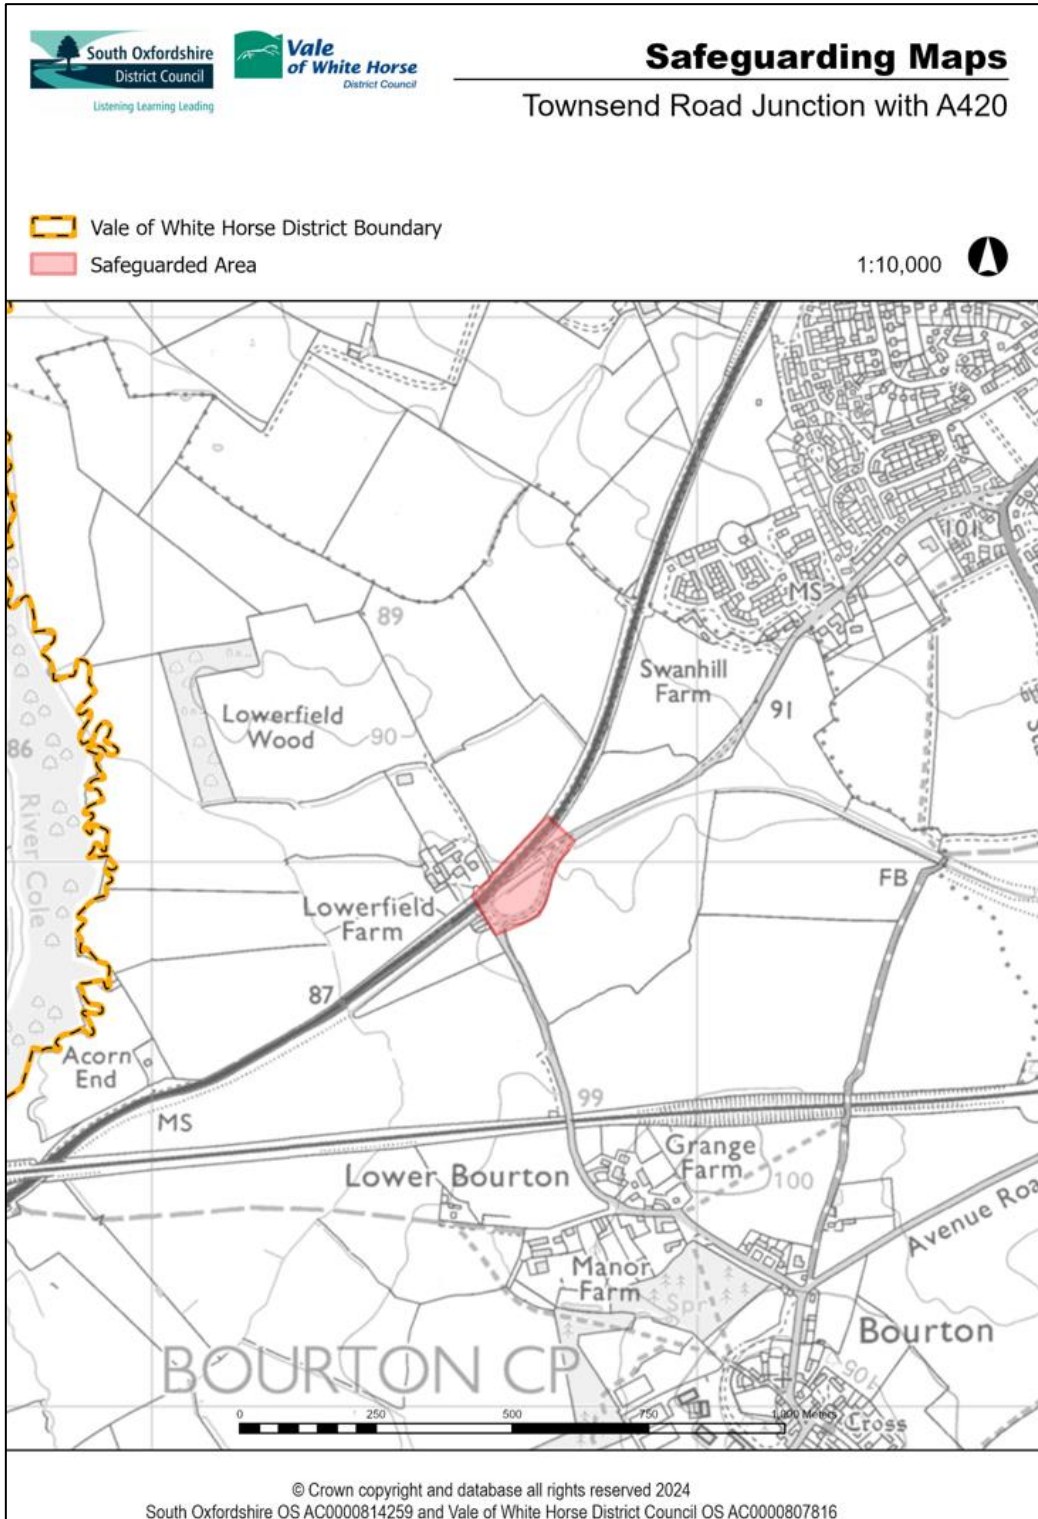 South Oxfordshire
District Council
Listening Learning Leading
Vale
of White Horse
District Council
Safeguarding Maps
Townsend Road Junction with A420
Vale of White Horse District Boundary
Safeguarded Area
1:10,000
101
MS
89
Swanhill
Farm
91
Lowerfield
Wood
90
86
River Cole
FB
Lowerfield
Farm
87
Acorn
End
MS
99
Grange
Farm
Lower Bourton
100
Avenue Roa
Manor
Farm
Spr
Bourton
BOURTON CP
105
0 250 500 750 1,000 Meters
Cross
© Crown copyright and database all rights reserved 2024
South Oxfordshire OS AC0000814259 and Vale of White Horse District Council OS AC0000807816